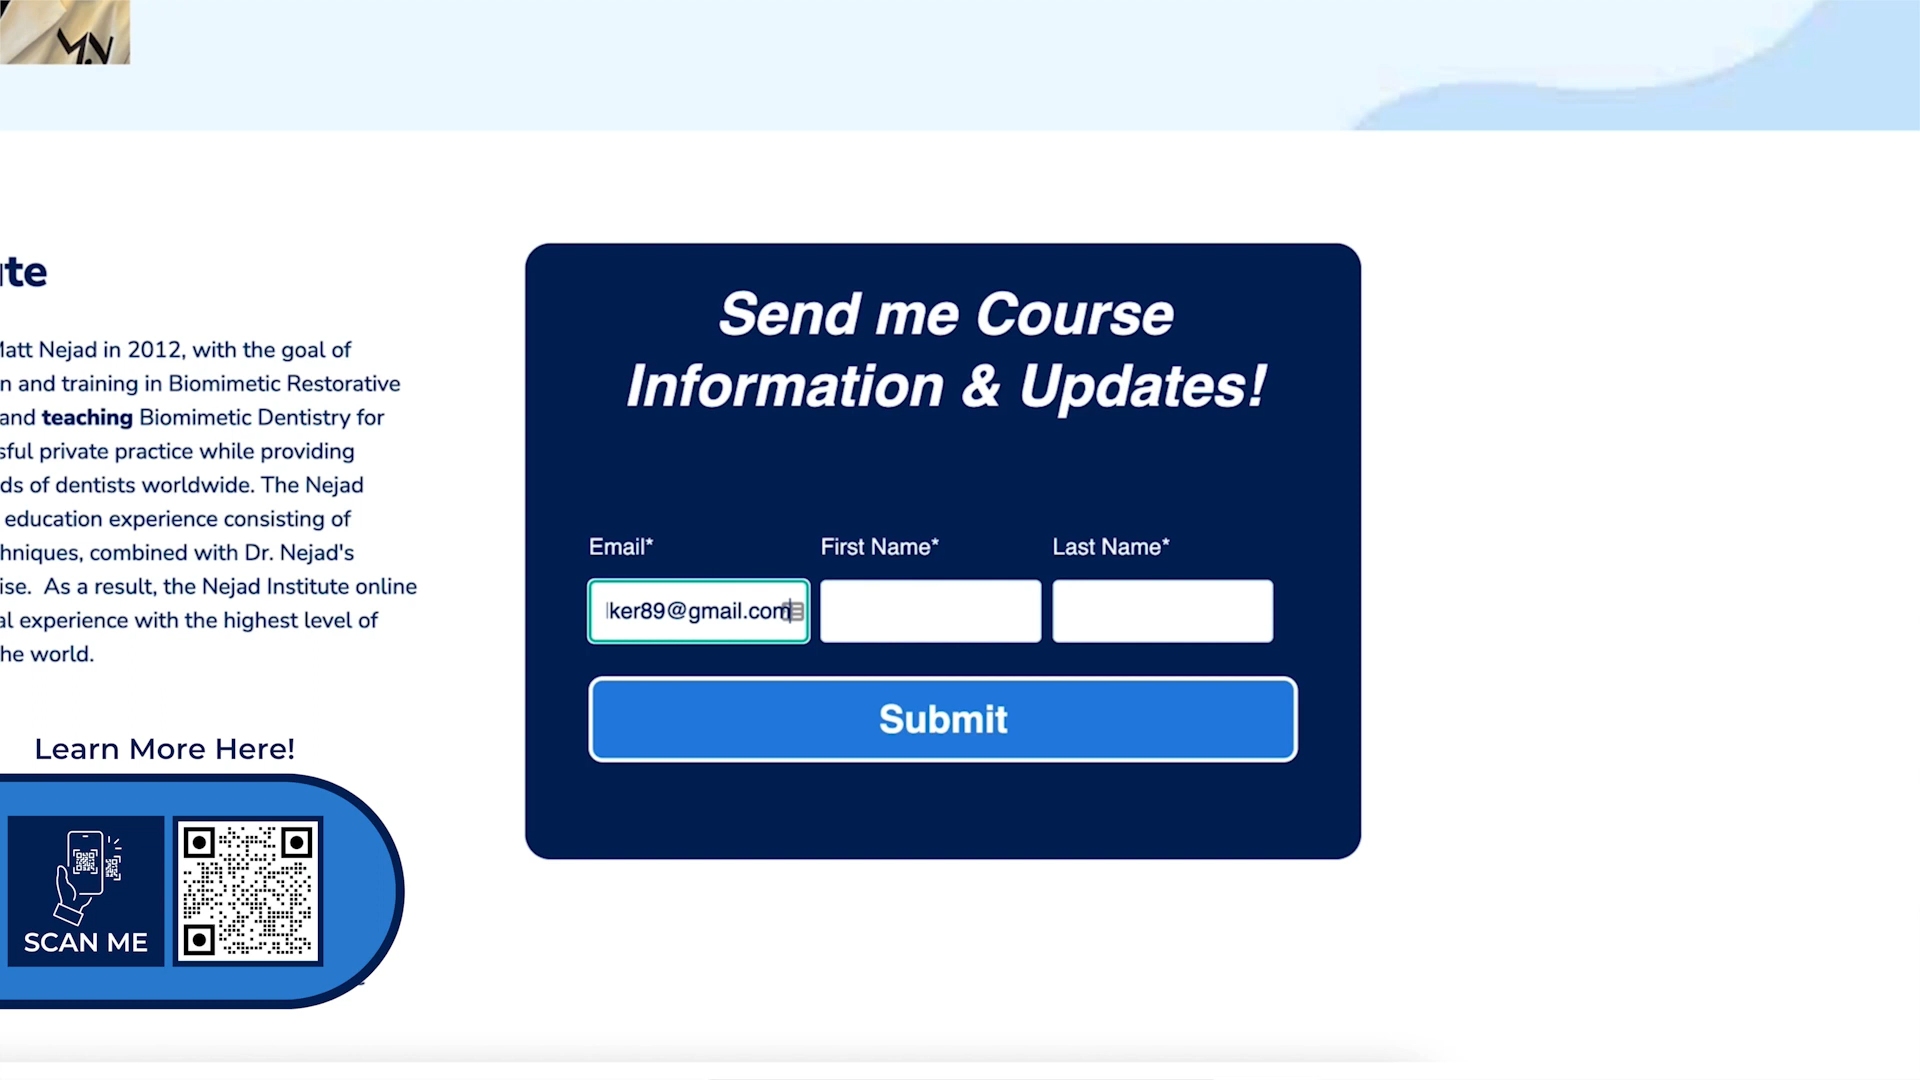 te
Matt Nejad in 2012, with the goal of
n and training in Biomimetic Restorative
and teaching Biomimetic Dentistry for
sful private practice while providing
ds of dentists worldwide. The Nejad
education experience consisting of
hniques, combined with Dr. Nejad's
ise. As a result, the Nejad Institute online
al experience with the highest level of
he world.
Learn More Here!
SCAN ME
Send me Course
Information & Updates!
Email* First Name* Last Name*
ker89@gmail.com
Submit